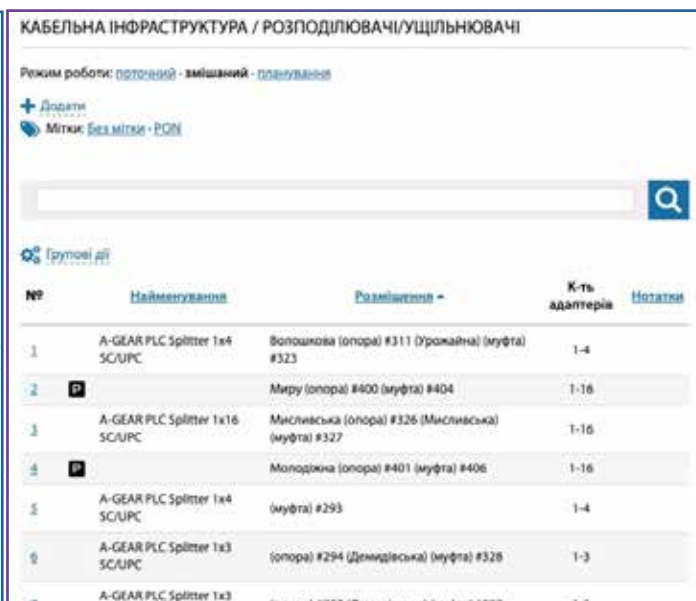 КАБЕЛЬНА ІНФРАСТРУКТУРА / РОЗПОДІЛЮВАЧІ/УЩІЛЬНЮВАЧІ
Режим роботи: поточний - змішаний - планування
Додати
Мітки: Без мітки - PON
Групові дії
№ Найменування Розміщення К-ть адаптерів Нотатки
1 A-GEAR PLC Splitter 1x4 Волошкова (опора) #311 (Урожайна) (муфта) 1-4
SC/UPC #323
2 P Миру (опора) #400 (муфта) #404 1-16
3 A-GEAR PLC Splitter 1x16 Мисливська (опора) #326 (Мисливська) 1-16
SC/UPC (муфта) #327
4 P Молодіжна (опора) #401 (муфта) #406 1-16
5 A-GEAR PLC Splitter 1x4 (муфта) #293 1-4
SC/UPC
6 A-GEAR PLC Splitter 1x3 (опора) #294 (Демидівська) (муфта) #328 1-3
SC/UPC
A-GEAR PLC Splitter 1x3